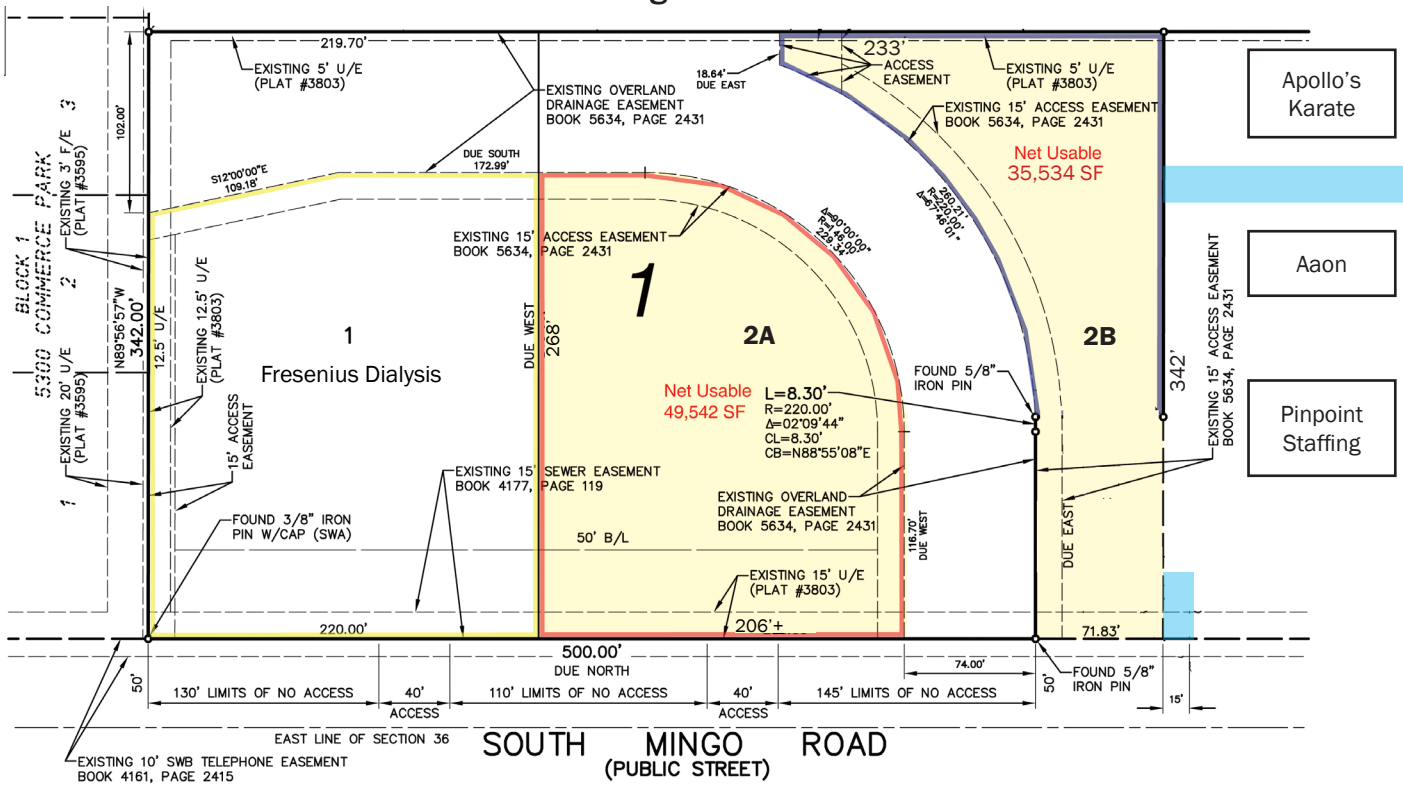 219.70'
EXISTING 5' U/E
(PLAT #3803)
102.00'
EXISTING OVERLAND
DRAINAGE EASEMENT
BOOK 5634, PAGE 2431
18.64'
DUE EAST
233'
ACCESS
EASEMENT
EXISTING 5' U/E
(PLAT #3803)
EXISTING 15' ACCESS EASEMENT
BOOK 5634, PAGE 2431
Net Usable
35,534 SF
Apollo's
Karate
Aaon
Pinpoint
Staffing
BLOCK 1
5300 COMMERCE PARK
3
2
1
EXISTING 3' F/E
(PLAT #3595)
EXISTING 20' U/E
(PLAT #3595)
N89°56'57"W
342.00'
12.5' U/E
EXISTING 12.5' U/E
(PLAT #3803)
15' ACCESS
EASEMENT
S12°00'00"E
109.18'
DUE SOUTH
172.99'
EXISTING 15' ACCESS EASEMENT
BOOK 5634, PAGE 2431
1
Δ=90°00'00"
R=146.00'
229.34'
260.21'
R=220.00'
Δ=67°46'01"
1
Fresenius Dialysis
DUE WEST
268'
2A
Net Usable
49,542 SF
L=8.30'
R=220.00'
Δ=02°09'44"
CL=8.30'
CB=N88°55'08"E
FOUND 5/8"
IRON PIN
2B
342'
EXISTING 15' ACCESS EASEMENT
BOOK 5634, PAGE 2431
EXISTING 15' SEWER EASEMENT
BOOK 4177, PAGE 119
EXISTING OVERLAND
DRAINAGE EASEMENT
BOOK 5634, PAGE 2431
116.70'
DUE WEST
DUE EAST
FOUND 3/8" IRON
PIN W/CAP (SWA)
50' B/L
EXISTING 15' U/E
(PLAT #3803)
220.00'
206'+
71.83'
500.00'
DUE NORTH
74.00'
FOUND 5/8"
IRON PIN
50'
130' LIMITS OF NO ACCESS
40'
ACCESS
110' LIMITS OF NO ACCESS
40'
ACCESS
145' LIMITS OF NO ACCESS
50'
15'
EAST LINE OF SECTION 36
SOUTH MINGO ROAD
(PUBLIC STREET)
EXISTING 10' SWB TELEPHONE EASEMENT
BOOK 4161, PAGE 2415